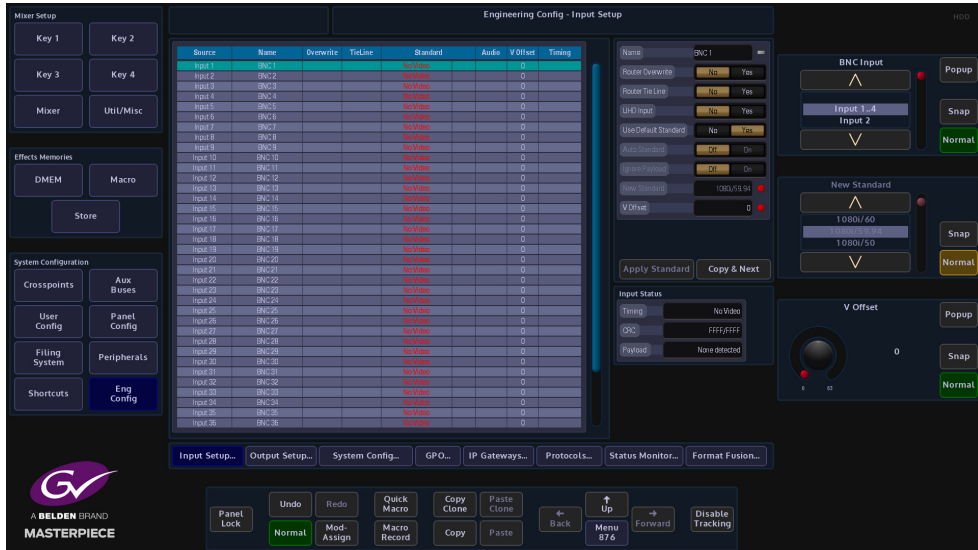 Mixer Setup
Key 1
Key 2
Key 3
Key 4
Mixer
Util/Misc
Effects Memories
DMEM
Macro
Store
System Configuration
Crosspoints
Aux
Buses
User
Config
Panel
Config
Filing
System
Peripherals
Shortcuts
Eng
Config
GV
A BELDEN BRAND
MASTERPIECE
Engineering Config - Input Setup
HDD
Source Name Overwrite TieLine Standard Audio V Offset Timing
Input 1 BNC 1 No Video 0
Input 2 BNC 2 No Video 0
Input 3 BNC 3 No Video 0
Input 4 BNC 4 No Video 0
Input 5 BNC 5 No Video 0
Input 6 BNC 6 No Video 0
Input 7 BNC 7 No Video 0
Input 8 BNC 8 No Video 0
Input 9 BNC 9 No Video 0
Input 10 BNC 10 No Video 0
Input 11 BNC 11 No Video 0
Input 12 BNC 12 No Video 0
Input 13 BNC 13 No Video 0
Input 14 BNC 14 No Video 0
Input 15 BNC 15 No Video 0
Input 16 BNC 16 No Video 0
Input 17 BNC 17 No Video 0
Input 18 BNC 18 No Video 0
Input 19 BNC 19 No Video 0
Input 20 BNC 20 No Video 0
Input 21 BNC 21 No Video 0
Input 22 BNC 22 No Video 0
Input 23 BNC 23 No Video 0
Input 24 BNC 24 No Video 0
Input 25 BNC 25 No Video 0
Input 26 BNC 26 No Video 0
Input 27 BNC 27 No Video 0
Input 28 BNC 28 No Video 0
Input 29 BNC 29 No Video 0
Input 30 BNC 30 No Video 0
Input 31 BNC 31 No Video 0
Input 32 BNC 32 No Video 0
Input 33 BNC 33 No Video 0
Input 34 BNC 34 No Video 0
Input 35 BNC 35 No Video 0
Input 36 BNC 36 No Video 0
Name BNC 1
Router Overwrite No Yes
Router Tie Line No Yes
UHD Input No Yes
Use Default Standard No Yes
Auto Standard Off On
Ignore Payload Off On
New Standard 1080i/59.94
V Offset 0
Apply Standard
Copy & Next
Input Status
Timing No Video
CRC FFFF/FFFF
Payload None detected
BNC Input
Input 1..4
Input 2
Popup
Snap
Normal
New Standard
1080i/60
1080i/59.94
1080i/50
Snap
Normal
V Offset
0
0 63
Popup
Snap
Normal
Input Setup...
Output Setup...
System Config...
GPO...
IP Gateways...
Protocols...
Status Monitor...
Format Fusion...
Panel
Lock
Undo
Redo
Normal
Mod-
Assign
Quick
Macro
Macro
Record
Copy
Clone
Paste
Clone
Copy
Paste
Back
Up
Menu
876
Forward
Disable
Tracking